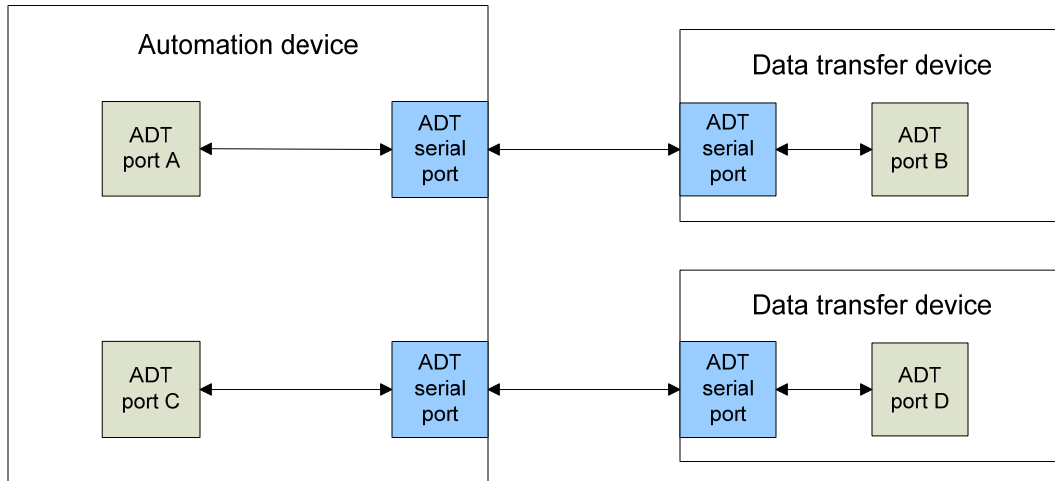 Automation device
Data transfer device
ADT
port A
ADT
serial
port
ADT
serial
port
ADT
port B
Data transfer device
ADT
port C
ADT
serial
port
ADT
serial
port
ADT
port D